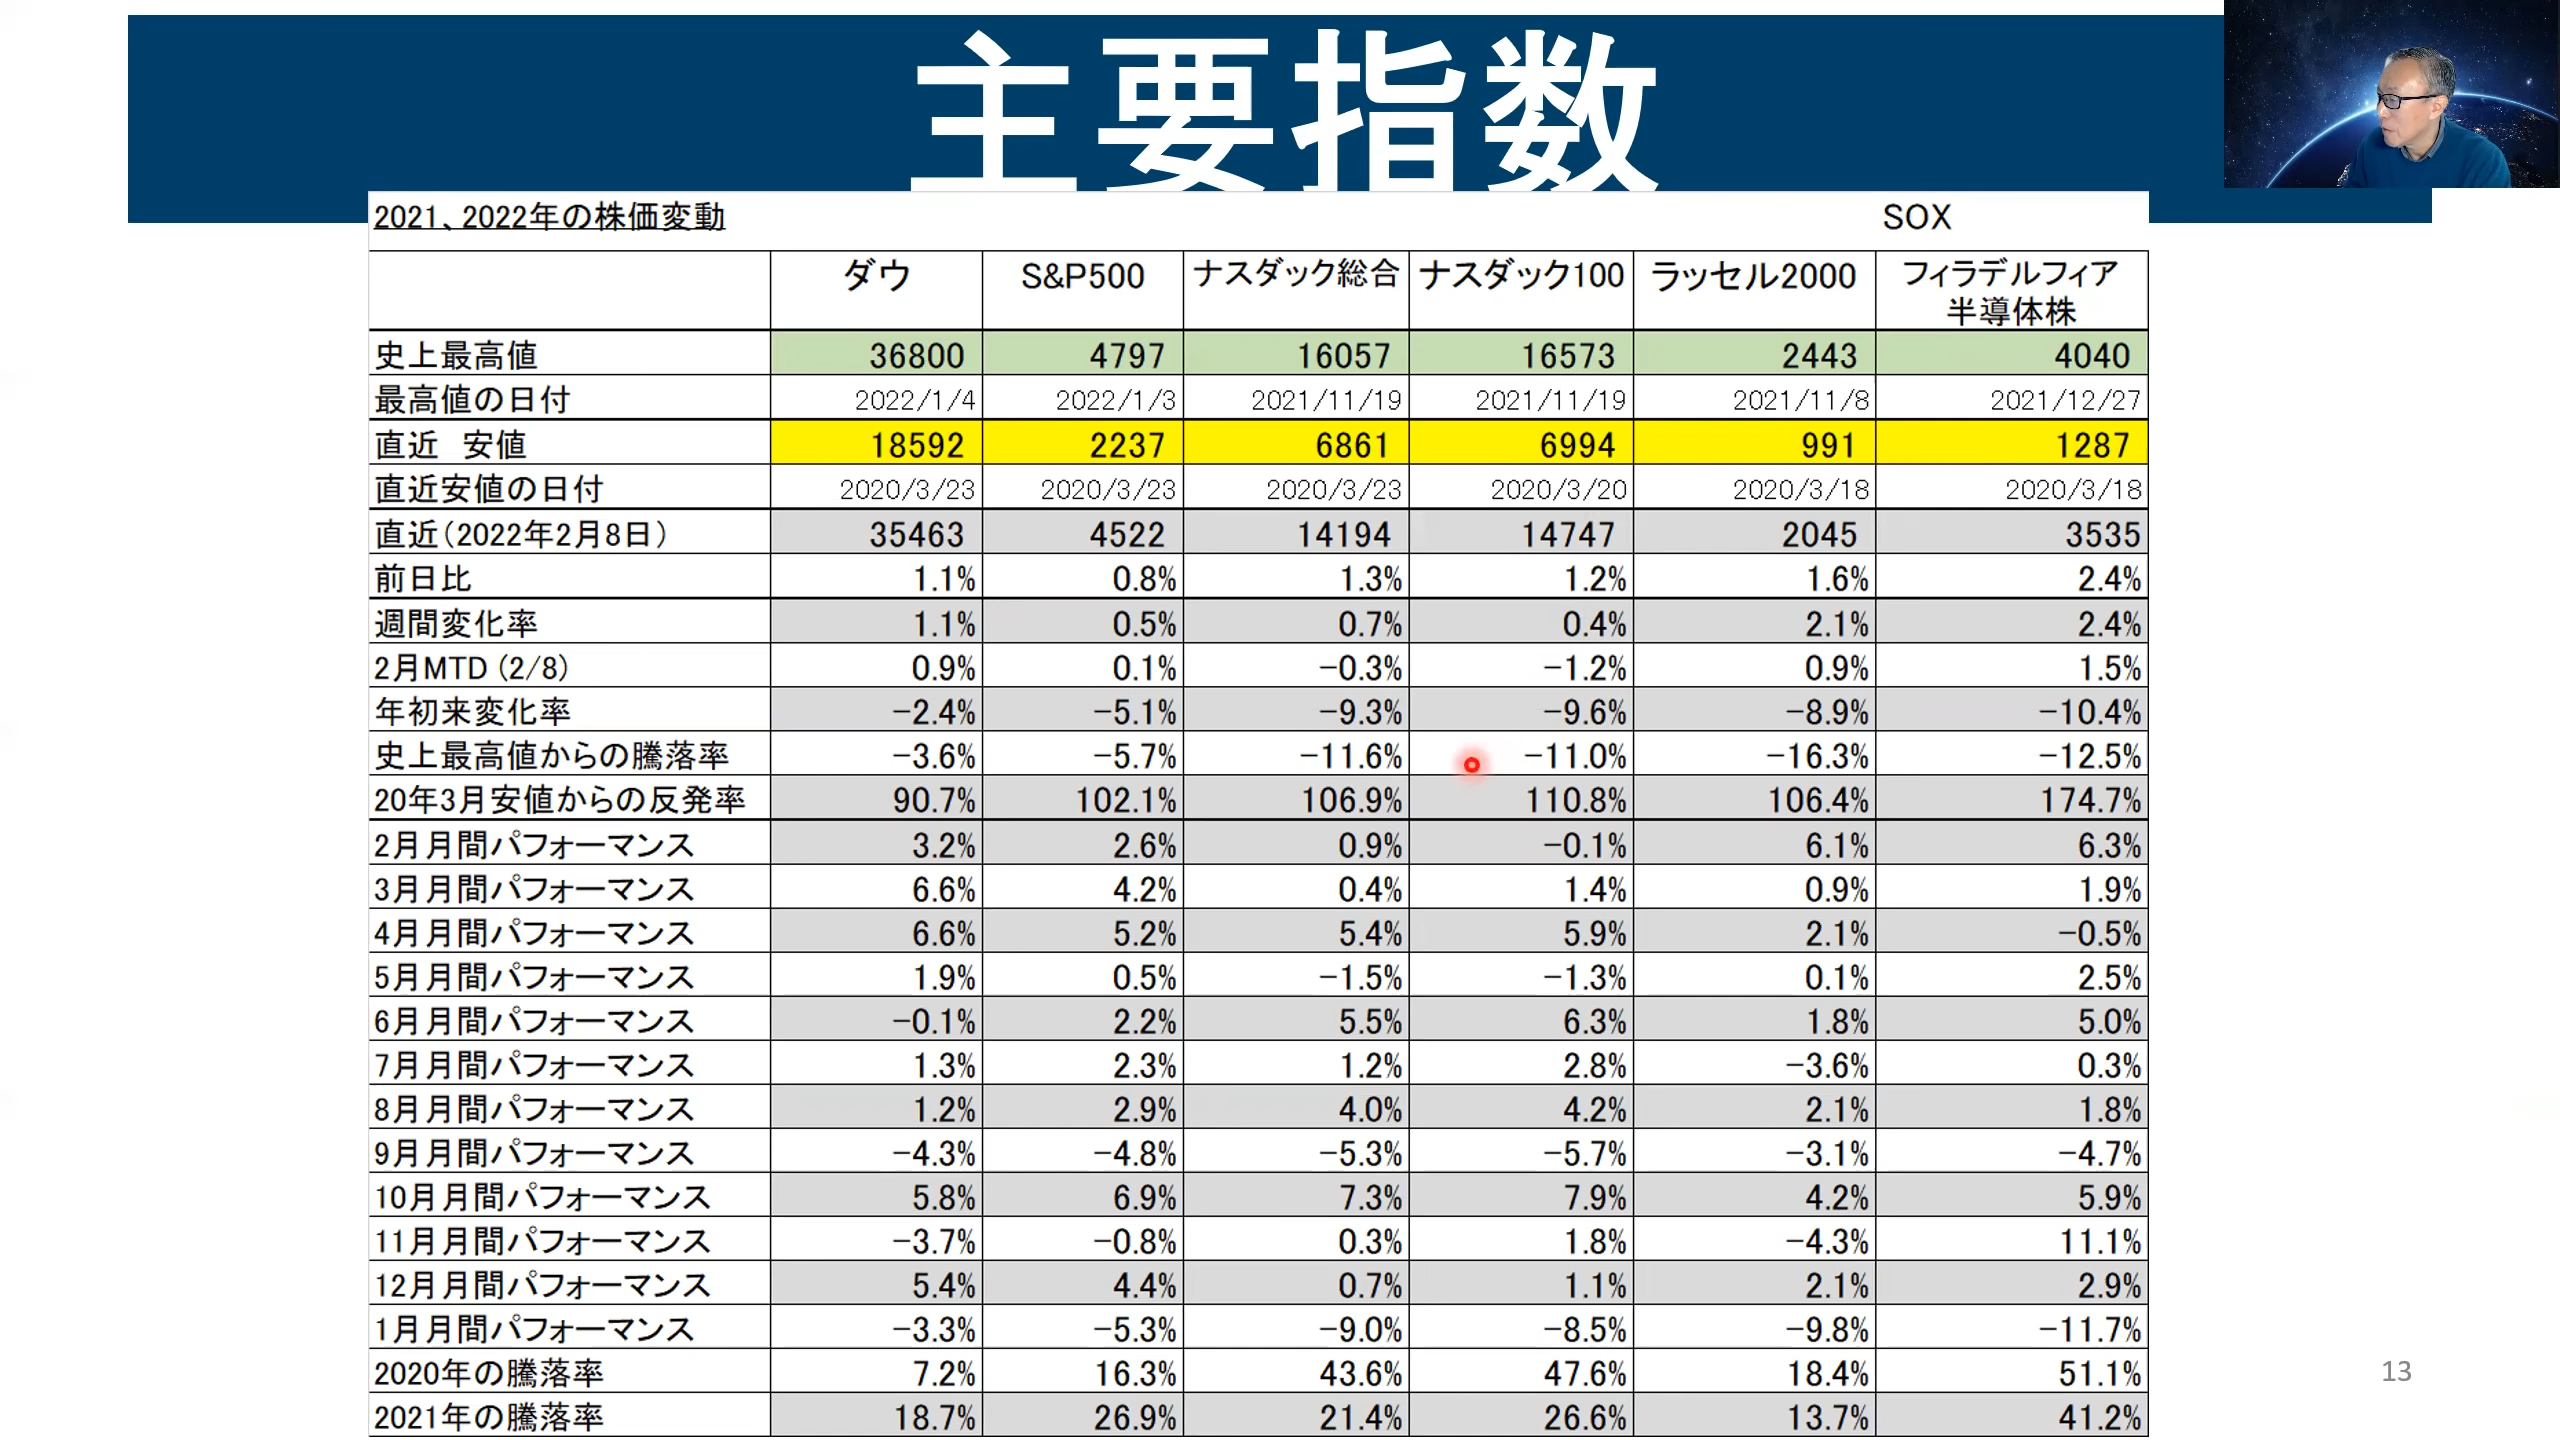 主要指数
2021、2022年の株価変動 SOX
ダウ S&P500 ナスダック総合 ナスダック100 ラッセル2000 フィラデルフィア
半導体株
史上最高値 36800 4797 16057 16573 2443 4040
最高値の日付 2022/1/4 2022/1/3 2021/11/19 2021/11/19 2021/11/8 2021/12/27
直近 安値 18592 2237 6861 6994 991 1287
直近安値の日付 2020/3/23 2020/3/23 2020/3/23 2020/3/20 2020/3/18 2020/3/18
直近(2022年2月8日) 35463 4522 14194 14747 2045 3535
前日比 1.1% 0.8% 1.3% 1.2% 1.6% 2.4%
週間変化率 1.1% 0.5% 0.7% 0.4% 2.1% 2.4%
2月MTD (2/8) 0.9% 0.1% -0.3% -1.2% 0.9% 1.5%
年初来変化率 -2.4% -5.1% -9.3% -9.6% -8.9% -10.4%
史上最高値からの騰落率 -3.6% -5.7% -11.6% -11.0% -16.3% -12.5%
20年3月安値からの反発率 90.7% 102.1% 106.9% 110.8% 106.4% 174.7%
2月月間パフォーマンス 3.2% 2.6% 0.9% -0.1% 6.1% 6.3%
3月月間パフォーマンス 6.6% 4.2% 0.4% 1.4% 0.9% 1.9%
4月月間パフォーマンス 6.6% 5.2% 5.4% 5.9% 2.1% -0.5%
5月月間パフォーマンス 1.9% 0.5% -1.5% -1.3% 0.1% 2.5%
6月月間パフォーマンス -0.1% 2.2% 5.5% 6.3% 1.8% 5.0%
7月月間パフォーマンス 1.3% 2.3% 1.2% 2.8% -3.6% 0.3%
8月月間パフォーマンス 1.2% 2.9% 4.0% 4.2% 2.1% 1.8%
9月月間パフォーマンス -4.3% -4.8% -5.3% -5.7% -3.1% -4.7%
10月月間パフォーマンス 5.8% 6.9% 7.3% 7.9% 4.2% 5.9%
11月月間パフォーマンス -3.7% -0.8% 0.3% 1.8% -4.3% 11.1%
12月月間パフォーマンス 5.4% 4.4% 0.7% 1.1% 2.1% 2.9%
1月月間パフォーマンス -3.3% -5.3% -9.0% -8.5% -9.8% -11.7%
2020年の騰落率 7.2% 16.3% 43.6% 47.6% 18.4% 51.1%
2021年の騰落率 18.7% 26.9% 21.4% 26.6% 13.7% 41.2%
13